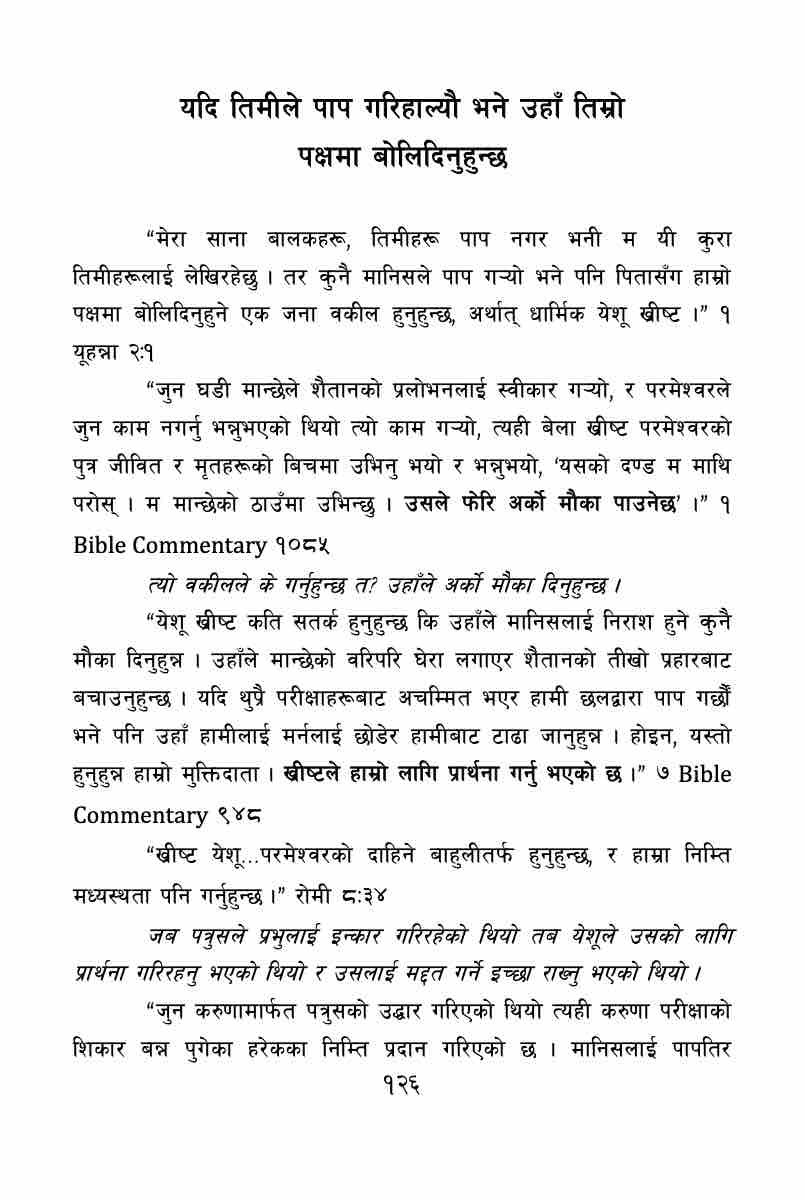 यदि तिमीले पाप गरिहाल्यौ भने उहाँ तिम्रो
पक्षमा बोलिदिनुहुन्छ
“मेरा साना बालकहरू, तिमीहरू पाप नगर भनी म यी कुरा
तिमीहरूलाई लेखिरहेछु । तर कुनै मानिसले पाप गऱ्यो भने पनि पितासँग हाम्रो
पक्षमा बोलिदिनुहुने एक जना वकील हुनुहुन्छ, अर्थात् धार्मिक येशू ख्रीष्ट ।” १
यूहन्ना २:१
“जुन घडी मान्छेले शैतानको प्रलोभनलाई स्वीकार गऱ्यो, र परमेश्वरले
जुन काम नगर्नु भन्नुभएको थियो त्यो काम गऱ्यो, त्यही बेला ख्रीष्ट परमेश्वरको
पुत्र जीवित र मृतहरूको बिचमा उभिनु भयो र भन्नुभयो, ‘यसको दण्ड म माथि
परोस् । म मान्छेको ठाउँमा उभिन्छु । उसले फेरि अर्को मौका पाउनेछ’ ।” १
Bible Commentary १०८५
त्यो वकीलले के गर्नुहुन्छ त? उहाँले अर्को मौका दिनुहुन्छ ।
“येशू ख्रीष्ट कति सतर्क हुनुहुन्छ कि उहाँले मानिसलाई निराश हुने कुनै
मौका दिनुहुन्न । उहाँले मान्छेको वरिपरि घेरा लगाएर शैतानको तीखो प्रहारबाट
बचाउनुहुन्छ । यदि थुप्रै परीक्षाहरूबाट अचम्मित भएर हामी छलद्वारा पाप गर्छौं
भने पनि उहाँ हामीलाई मर्नलाई छोडेर हामीबाट टाढा जानुहुन्न । होइन, यस्तो
हुनुहुन्न हाम्रो मुक्तिदाता । ख्रीष्टले हाम्रो लागि प्रार्थना गर्नु भएको छ ।” ७ Bible
Commentary ९४८
“ख्रीष्ट येशू...परमेश्वरको दाहिने बाहुलीतर्फ हुनुहुन्छ, र हाम्रा निम्ति
मध्यस्थता पनि गर्नुहुन्छ ।” रोमी ८:३४
जब पत्रुसले प्रभुलाई इन्कार गरिरहेको थियो तब येशूले उसको लागि
प्रार्थना गरिरहनु भएको थियो र उसलाई मद्दत गर्ने इच्छा राख्नु भएको थियो ।
“जुन करुणामार्फत पत्रुसको उद्धार गरिएको थियो त्यही करुणा परीक्षाको
शिकार बन्न पुगेका हरेकका निम्ति प्रदान गरिएको छ । मानिसलाई पापतिर
१२६